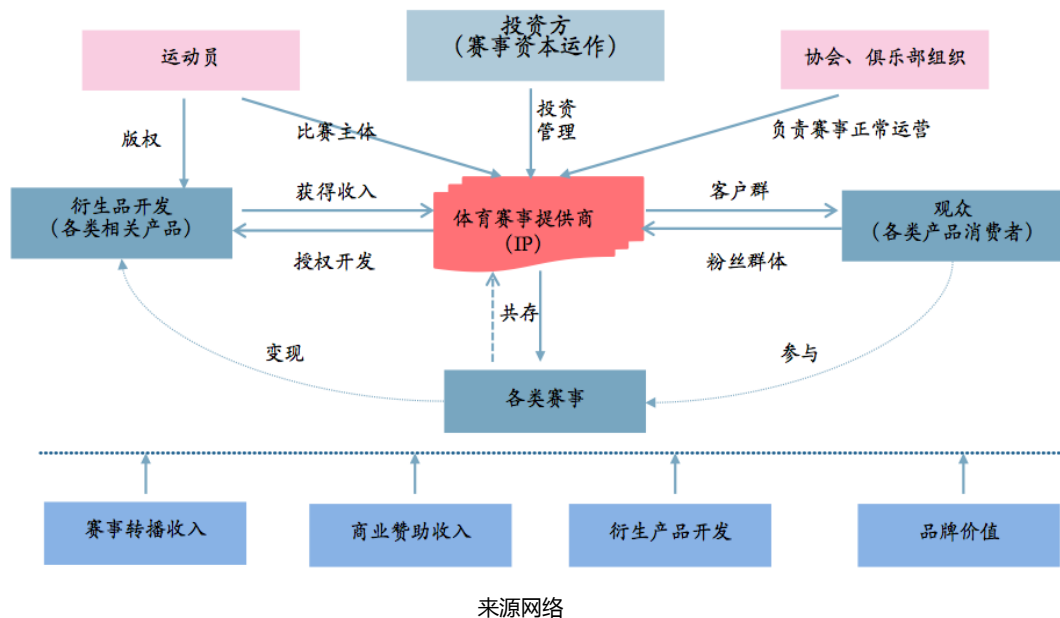 运动员
投资方
（赛事资本运作）
协会、俱乐部组织
版权
比赛主体
投资
管理
负责赛事正常运营
衍生品开发
（各类相关产品）
获得收入
授权开发
体育赛事提供商
（IP）
客户群
粉丝群体
观众
（各类产品消费者）
共存
变现
参与
各类赛事
赛事转播收入
商业赞助收入
衍生产品开发
品牌价值
来源网络